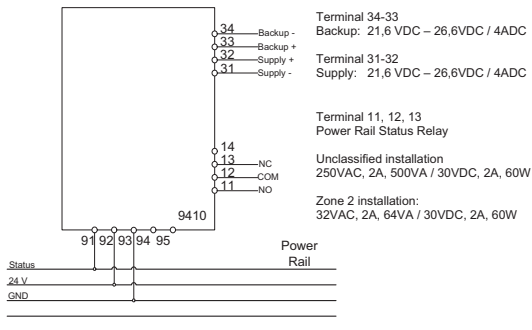 34
Backup -
33
Backup +
32
Supply +
31
Supply -
14
13
NC
12
COM
11
NO
9410
91 92 93 94 95
Power
Rail
Status
24 V
GND
Terminal 34-33
Backup: 21,6 VDC – 26,6VDC / 4ADC
Terminal 31-32
Supply: 21,6 VDC – 26,6VDC / 4ADC
Terminal 11, 12, 13
Power Rail Status Relay
Unclassified installation
250VAC, 2A, 500VA / 30VDC, 2A, 60W
Zone 2 installation:
32VAC, 2A, 64VA / 30VDC, 2A, 60W